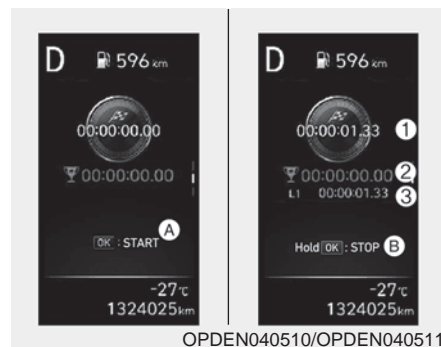 D 596 km
00:00:00.00
00:00:00.00
A
OK : START
-27°c
1324025km
D 596 km
00:00:01.33 1
00:00:00.00 2
L1 00:00:01.33 3
Hold OK : STOP B
-27°c
1324025km
OPDEN040510/OPDEN040511